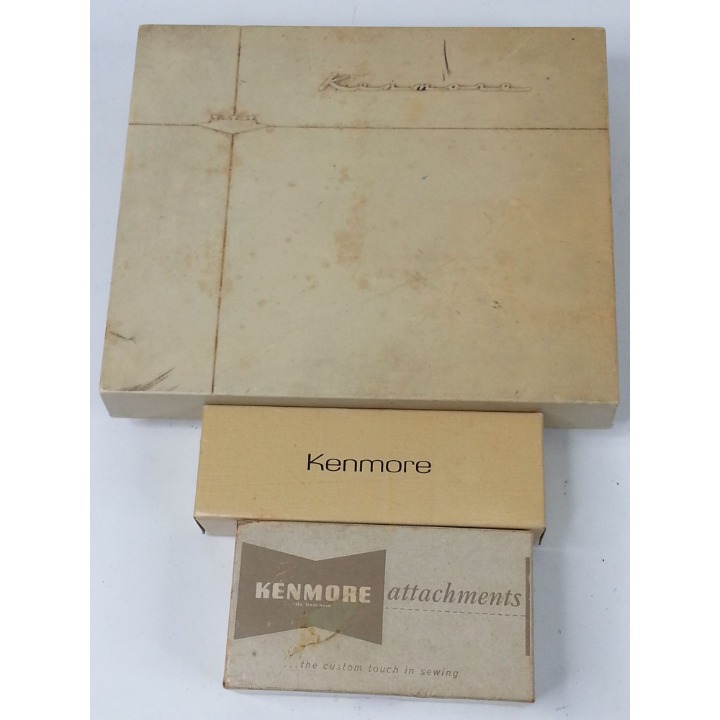 Kenmore
Kenmore
KENMORE attachments
...the custom touch in sewing